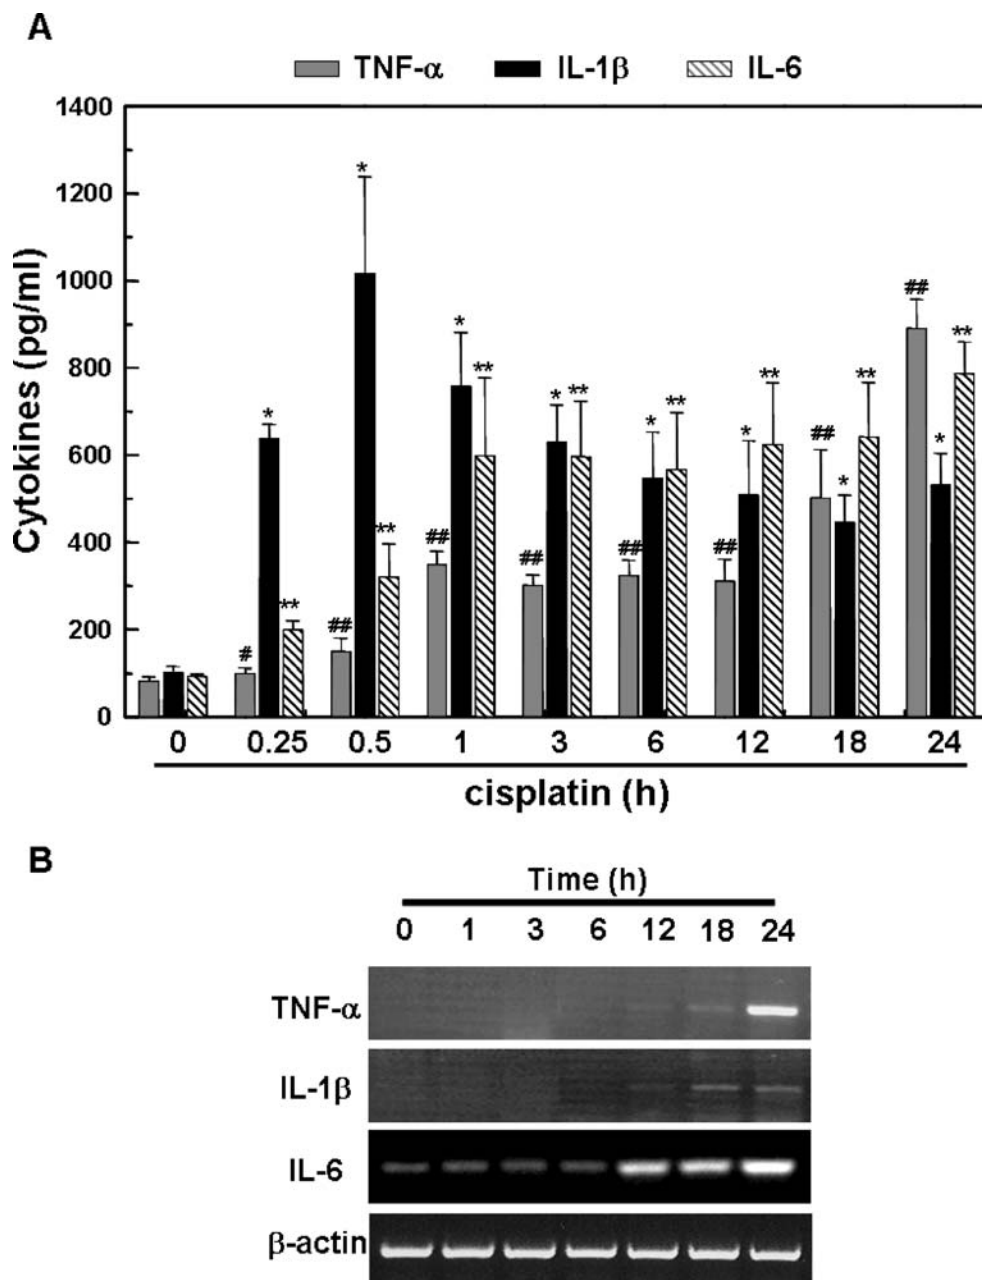 A
TNF-α IL-1β IL-6
1400
1200
1000
800
600
400
200
0
Cytokines (pg/ml)
* * * * * * * *
** ** ** ** ** ** ** **
# ## ## ## ## ## ## ##
0 0.25 0.5 1 3 6 12 18 24
cisplatin (h)
B
Time (h)
0 1 3 6 12 18 24
TNF-α
IL-1β
IL-6
β-actin